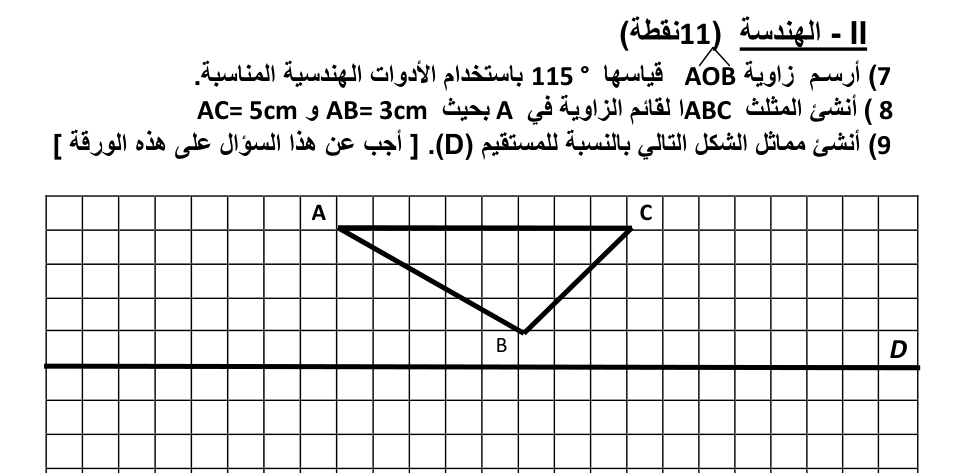 II - الهندسة (11نقطة)
7) أرسم زاوية AOB قياسها 115 ° باستخدام الأدوات الهندسية المناسبة.
8 ) أنشئ المثلث ABCا لقائم الزاوية في A بحيث AB= 3cm و AC= 5cm
9) أنشئ مماثل الشكل التالي بالنسبة للمستقيم (D). [ أجب عن هذا السؤال على هذه الورقة ]
A C
B
D